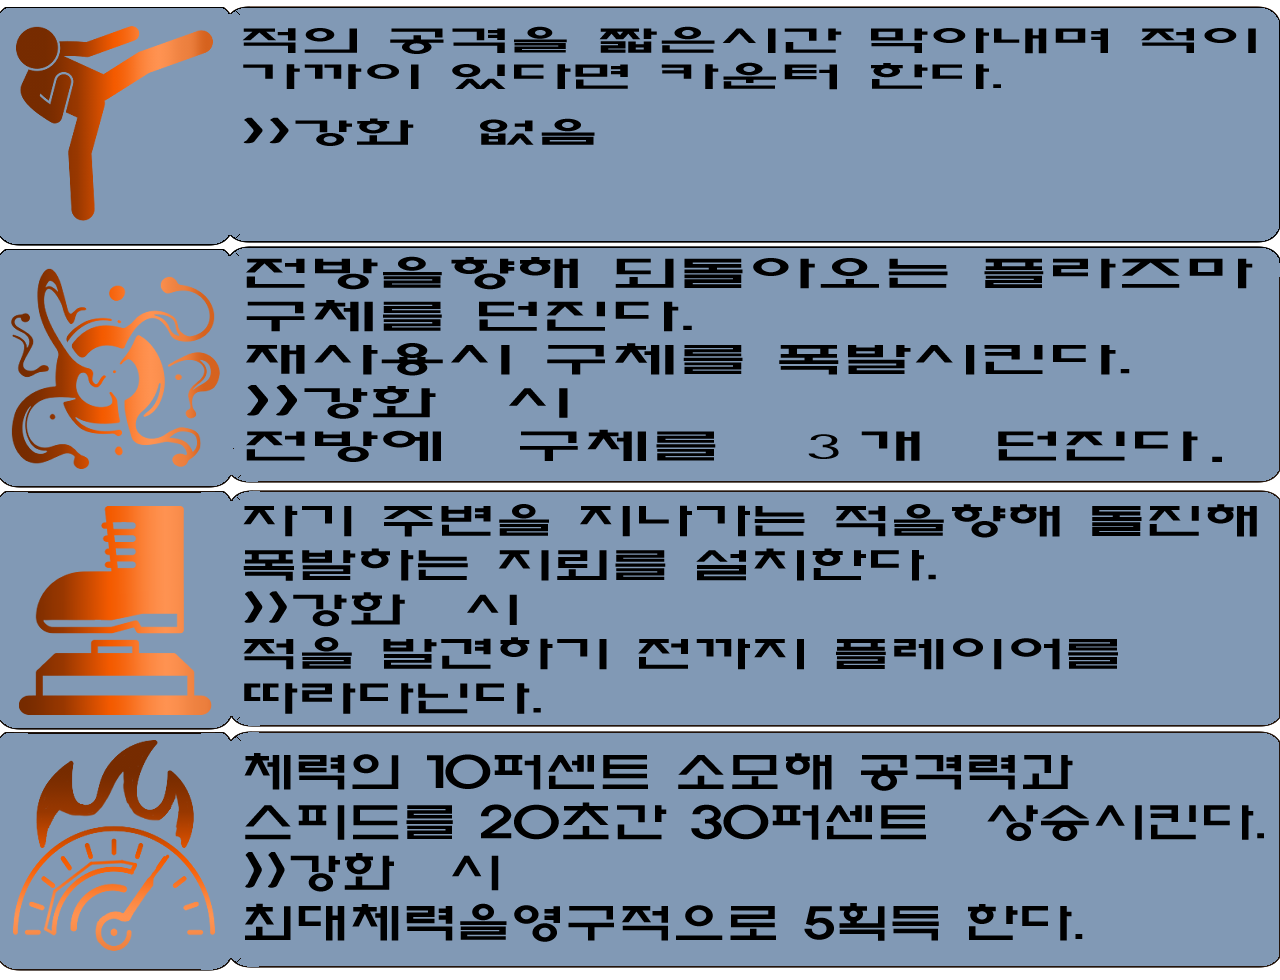 적의 공격을 짧은시간 막아내며 적이
가까이 있다면 카운터 한다.
>>강화 없음
전방을향해 되돌아오는 플라즈마
구체를 던진다.
재사용시 구체를 폭발시킨다.
>>강화 시
전방에 구체를 3개 던진다.
자기 주변을 지나가는 적을향해 돌진해
폭발하는 지뢰를 설치한다.
>>강화 시
적을 발견하기 전까지 플레이어를
따라다닌다.
체력의 10퍼센트 소모해 공격력과
스피드를 20초간 30퍼센트 상승시킨다.
>>강화 시
최대체력을영구적으로 5획득 한다.